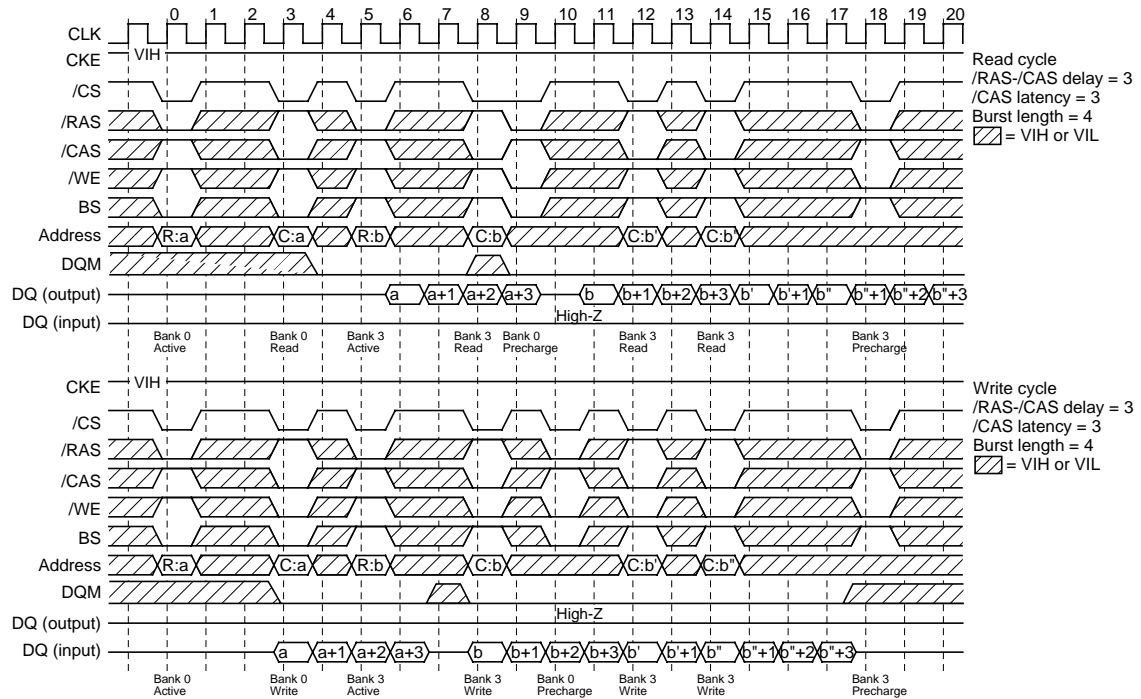 0 1 2 3 4 5 6 7 8 9 10 11 12 13 14 15 16 17 18 19 20
CLK
CKE VIH
/CS
/RAS
/CAS
/WE
BS
Address R:a C:a R:b C:b C:b' C:b"
DQM
DQ (output) a a+1 a+2 a+3 b b+1 b+2 b+3 b' b'+1 b" b"+1 b"+2 b"+3
DQ (input) High-Z
Bank 0 Active
Bank 0 Read
Bank 3 Active
Bank 3 Read
Bank 0 Precharge
Bank 3 Read
Bank 3 Read
Bank 3 Precharge
Read cycle
/RAS-/CAS delay = 3
/CAS latency = 3
Burst length = 4
= VIH or VIL
CKE VIH
/CS
/RAS
/CAS
/WE
BS
Address R:a C:a R:b C:b C:b' C:b"
DQM
DQ (output) High-Z
DQ (input) a a+1 a+2 a+3 b b+1 b+2 b+3 b' b'+1 b" b"+1 b"+2 b"+3
Bank 0 Active
Bank 0 Write
Bank 3 Active
Bank 3 Write
Bank 0 Precharge
Bank 3 Write
Bank 3 Write
Bank 3 Precharge
Write cycle
/RAS-/CAS delay = 3
/CAS latency = 3
Burst length = 4
= VIH or VIL